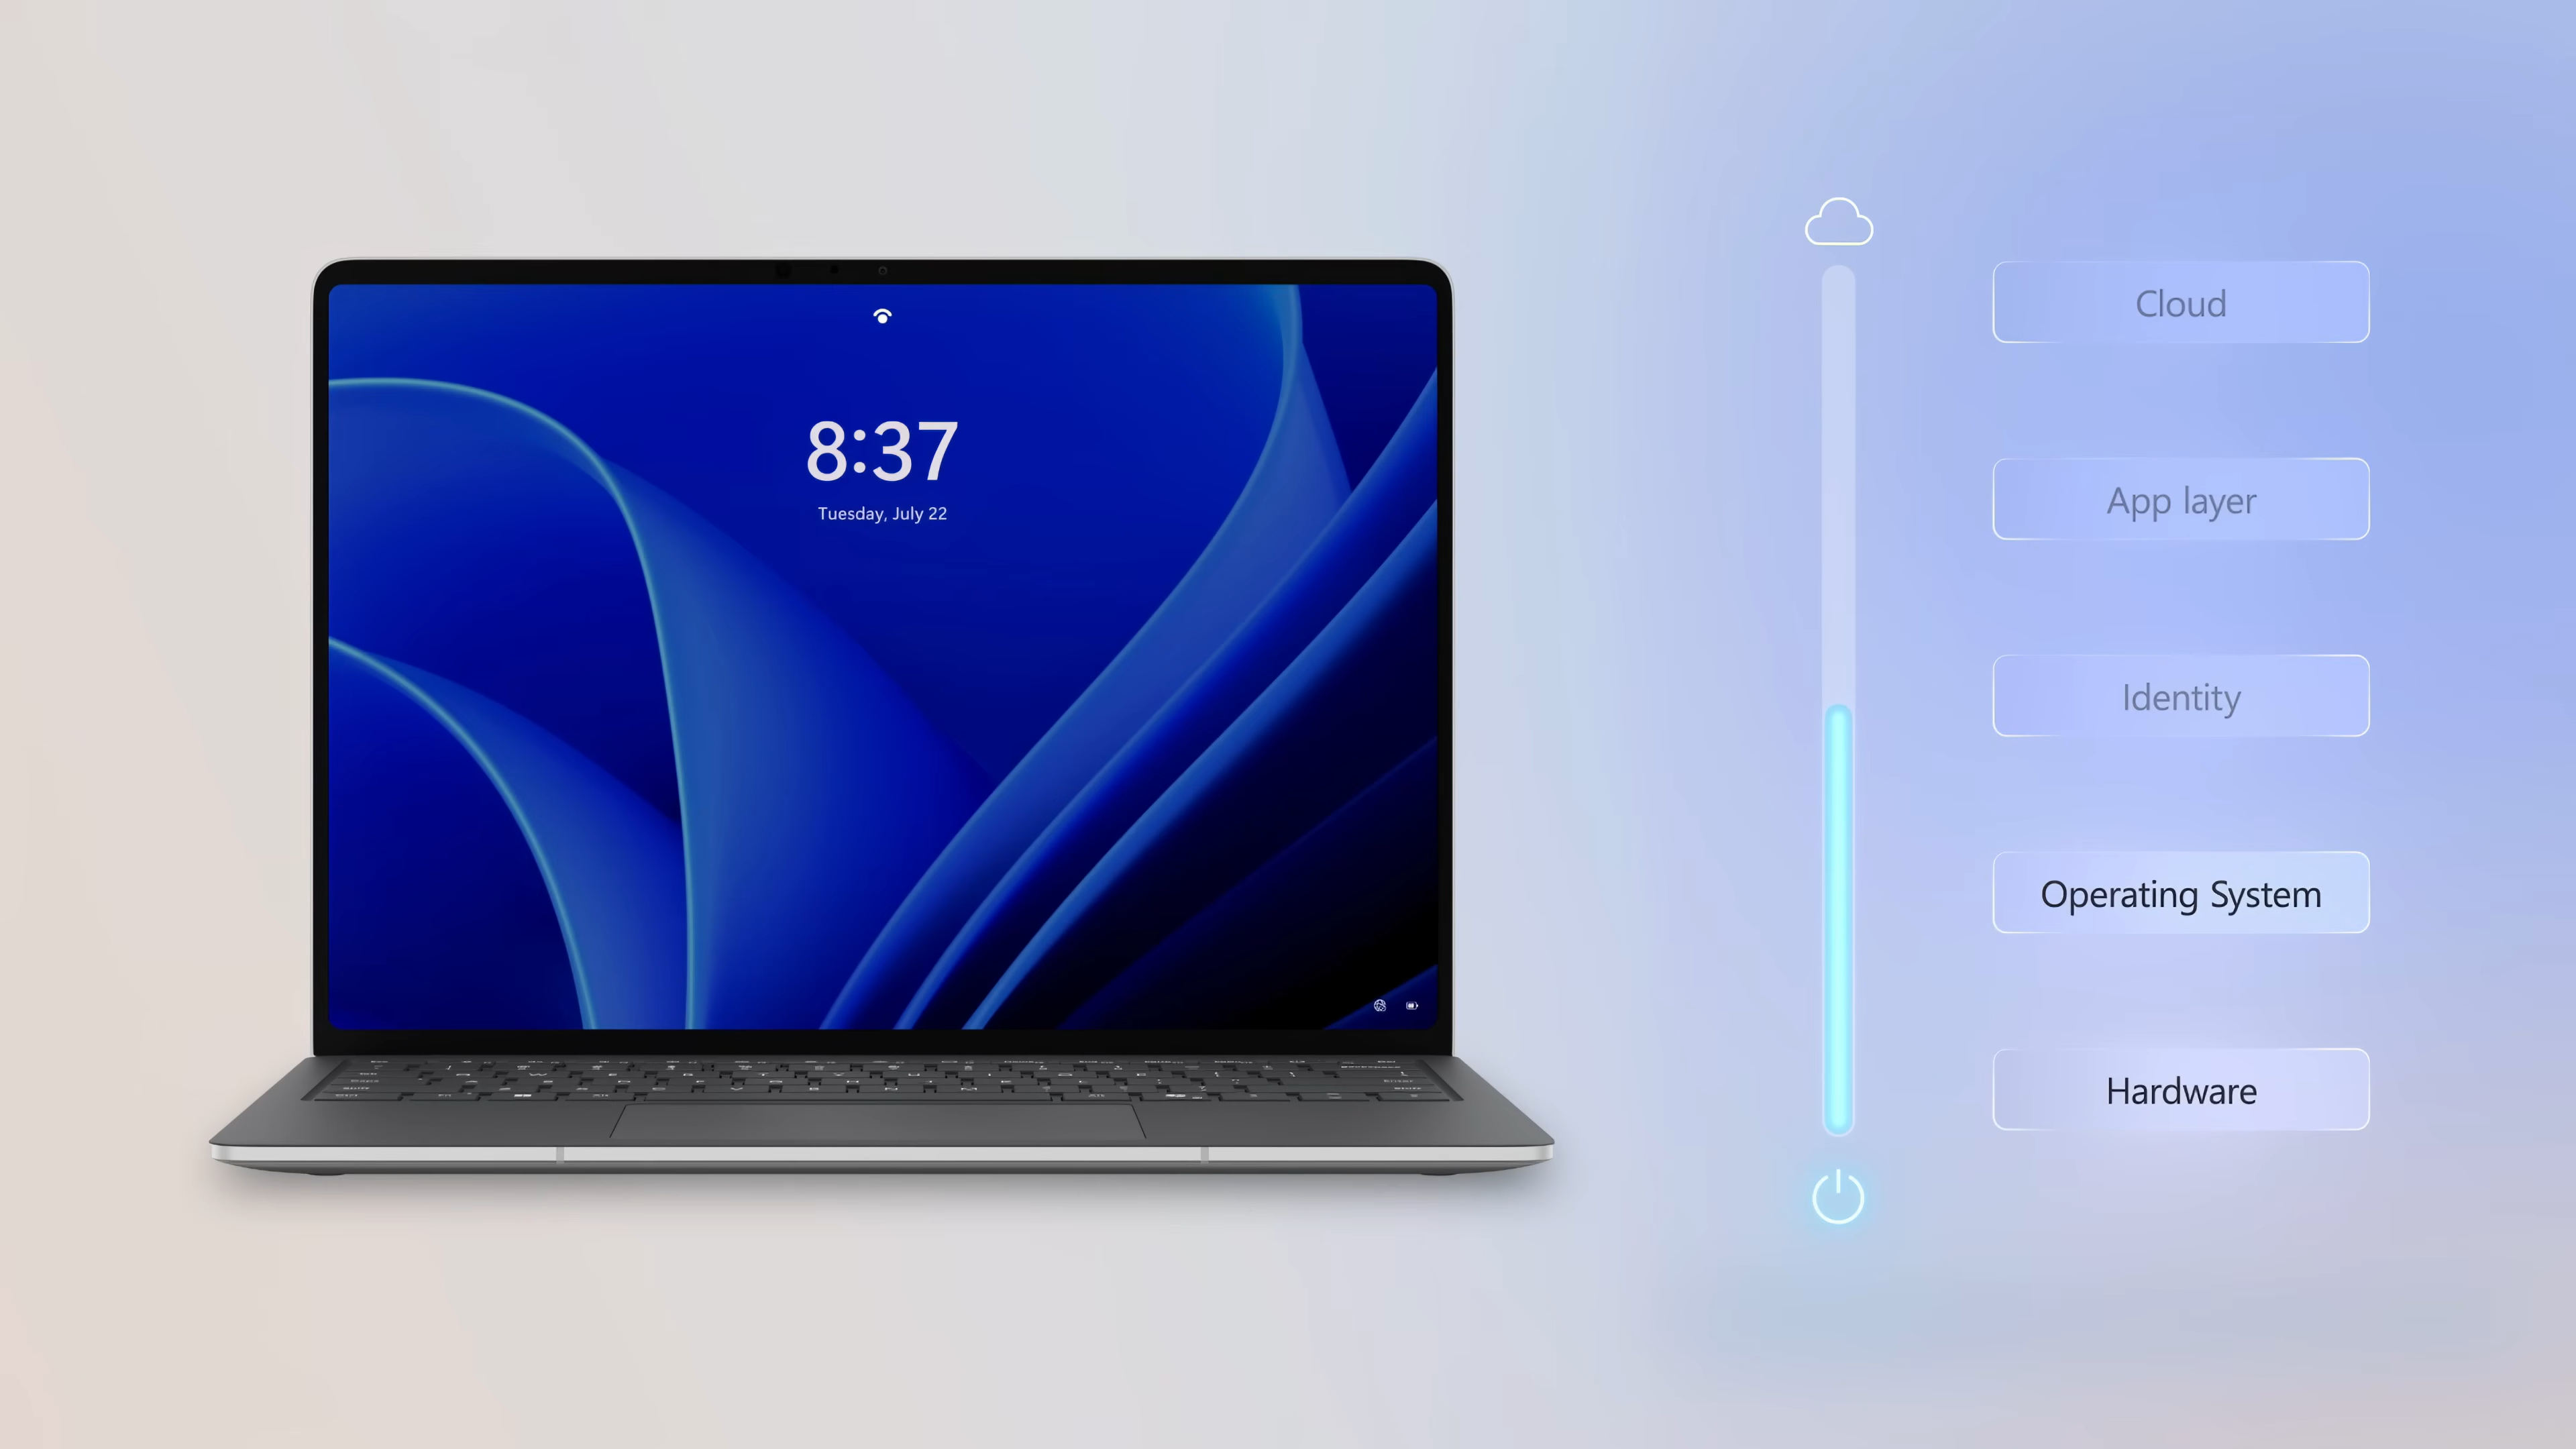 8:37
Tuesday, July 22
Cloud
App layer
Identity
Operating System
Hardware